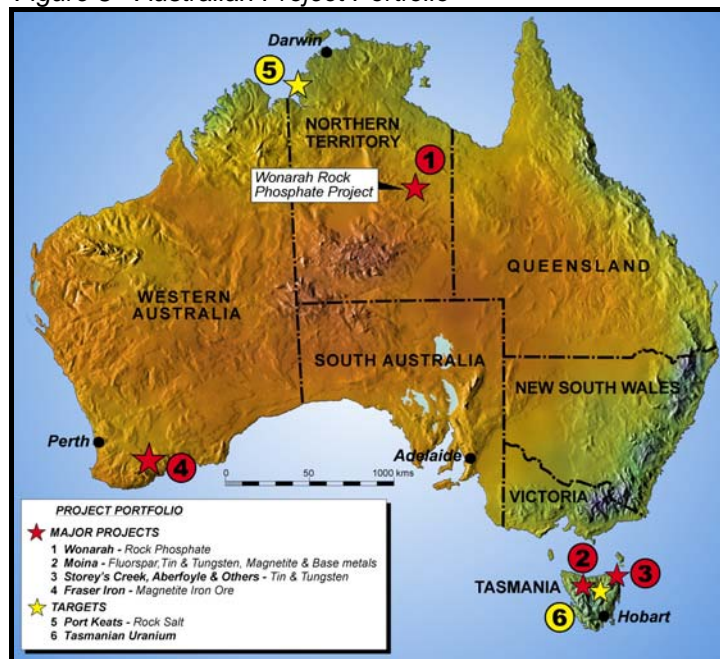 Figure 3 - Australian Project Portfolio
Darwin
5
NORTHERN
TERRITORY
1
Wonarah Rock
Phosphate Project
QUEENSLAND
WESTERN
AUSTRALIA
SOUTH AUSTRALIA
NEW SOUTH WALES
Perth
Adelaide
4
0 50 1000 kms
VICTORIA
PROJECT PORTFOLIO
MAJOR PROJECTS
1 Wonarah - Rock Phosphate
2 Moina - Fluorspar,Tin & Tungsten, Magnetite & Base metals
3 Storey's Creek, Aberfoyle & Others - Tin & Tungsten
4 Fraser Iron - Magnetite Iron Ore
TARGETS
5 Port Keats - Rock Salt
6 Tasmanian Uranium
2
3
TASMANIA
6
Hobart